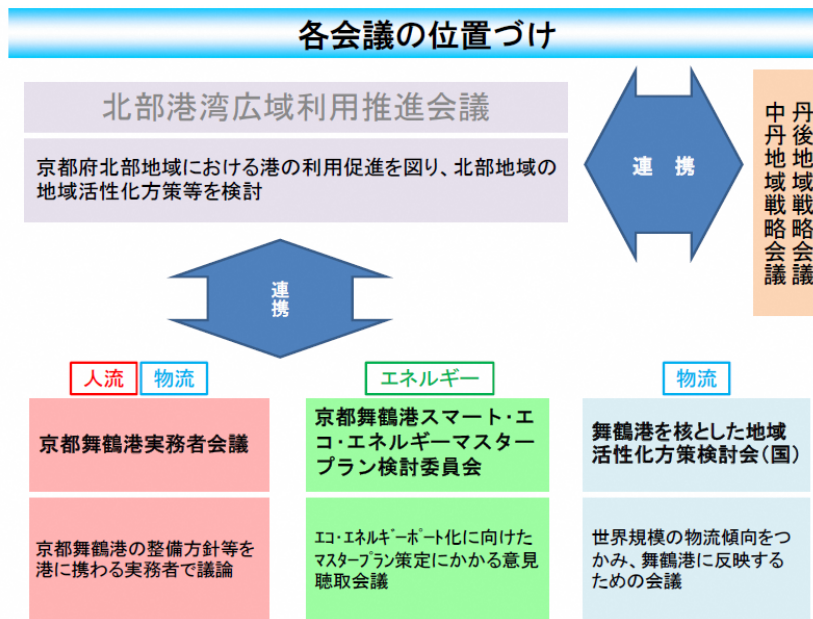 各会議の位置づけ
北部港湾広域利用推進会議
京都府北部地域における港の利用促進を図り、北部地域の
地域活性化方策等を検討
連　携
丹後地域戦略会議
中丹地域戦略会議
連
携
人流
物流
エネルギー
物流
京都舞鶴港実務者会議
京都舞鶴港スマート・エ
コ・エネルギーマスター
プラン検討委員会
舞鶴港を核とした地域
活性化方策検討会(国)
京都舞鶴港の整備方針等を
港に携わる実務者で議論
ｴｺ・ｴﾈﾙｷﾞｰﾎﾟｰﾄ化に向けた
ﾏｽﾀｰﾌﾟﾗﾝ策定にかかる意見
聴取会議
世界規模の物流傾向をつ
かみ、舞鶴港に反映する
ための会議